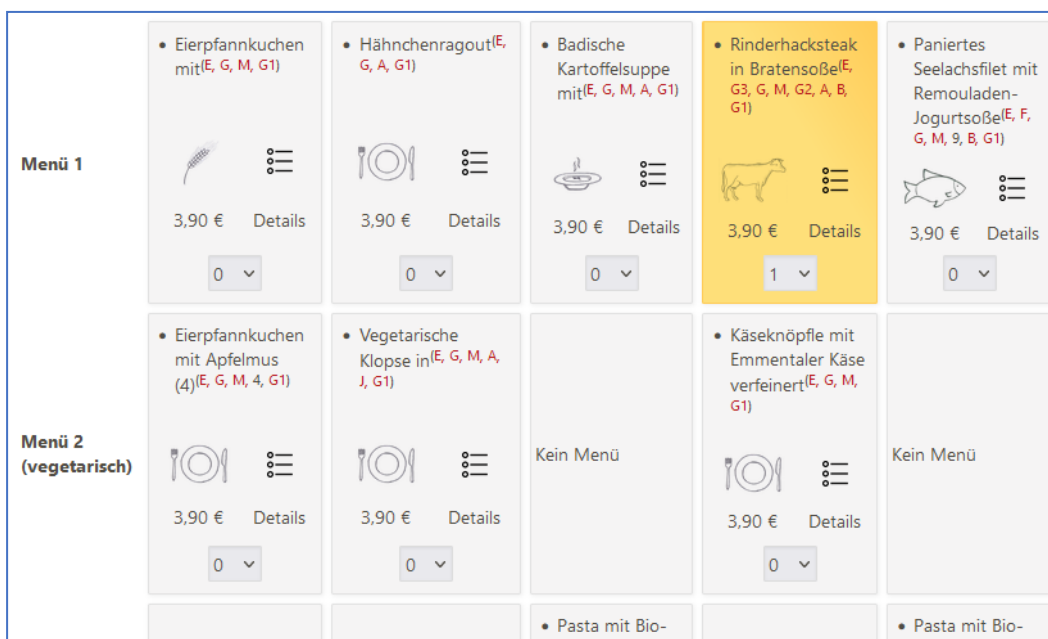 Menü 1
• Eierpfannkuchen
mit(E, G, M, G1)
3,90 € Details
0
• Hähnchenragout(E,
G, A, G1)
3,90 € Details
0
• Badische
Kartoffelsuppe
mit(E, G, M, A, G1)
3,90 € Details
0
• Rinderhacksteak
in Bratensoße(E,
G3, G, M, G2, A, B,
G1)
3,90 € Details
1
• Paniertes
Seelachsfilet mit
Remouladen-
Jogurtsoße(E, F,
G, M, 9, B, G1)
3,90 € Details
0
Menü 2
(vegetarisch)
• Eierpfannkuchen
mit Apfelmus
(4)(E, G, M, 4, G1)
3,90 € Details
0
• Vegetarische
Klopse in(E, G, M, A,
J, G1)
3,90 € Details
0
Kein Menü
• Käseknöpfle mit
Emmentaler Käse
verfeinert(E, G, M,
G1)
3,90 € Details
0
Kein Menü
• Pasta mit Bio-
• Pasta mit Bio-